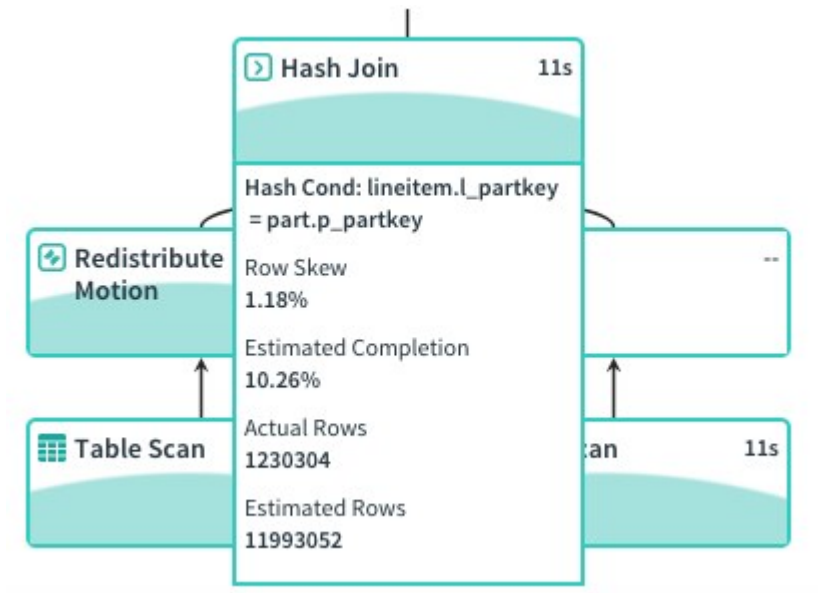 Hash Join 11s
Hash Cond: lineitem.l_partkey
= part.p_partkey
Row Skew
1.18%
Estimated Completion
10.26%
Actual Rows
1230304
Estimated Rows
11993052
Redistribute
Motion
--
Table Scan
an 11s